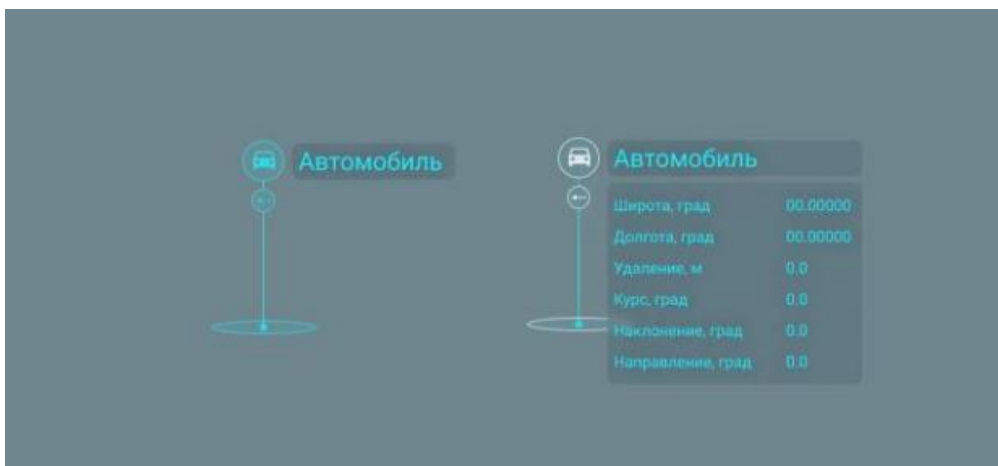 Автомобиль
Автомобиль
Широта, град 00.00000
Долгота, град 00.00000
Удаление, м 0.0
Курс, град 0.0
Наклонение, град 0.0
Направление, град 0.0